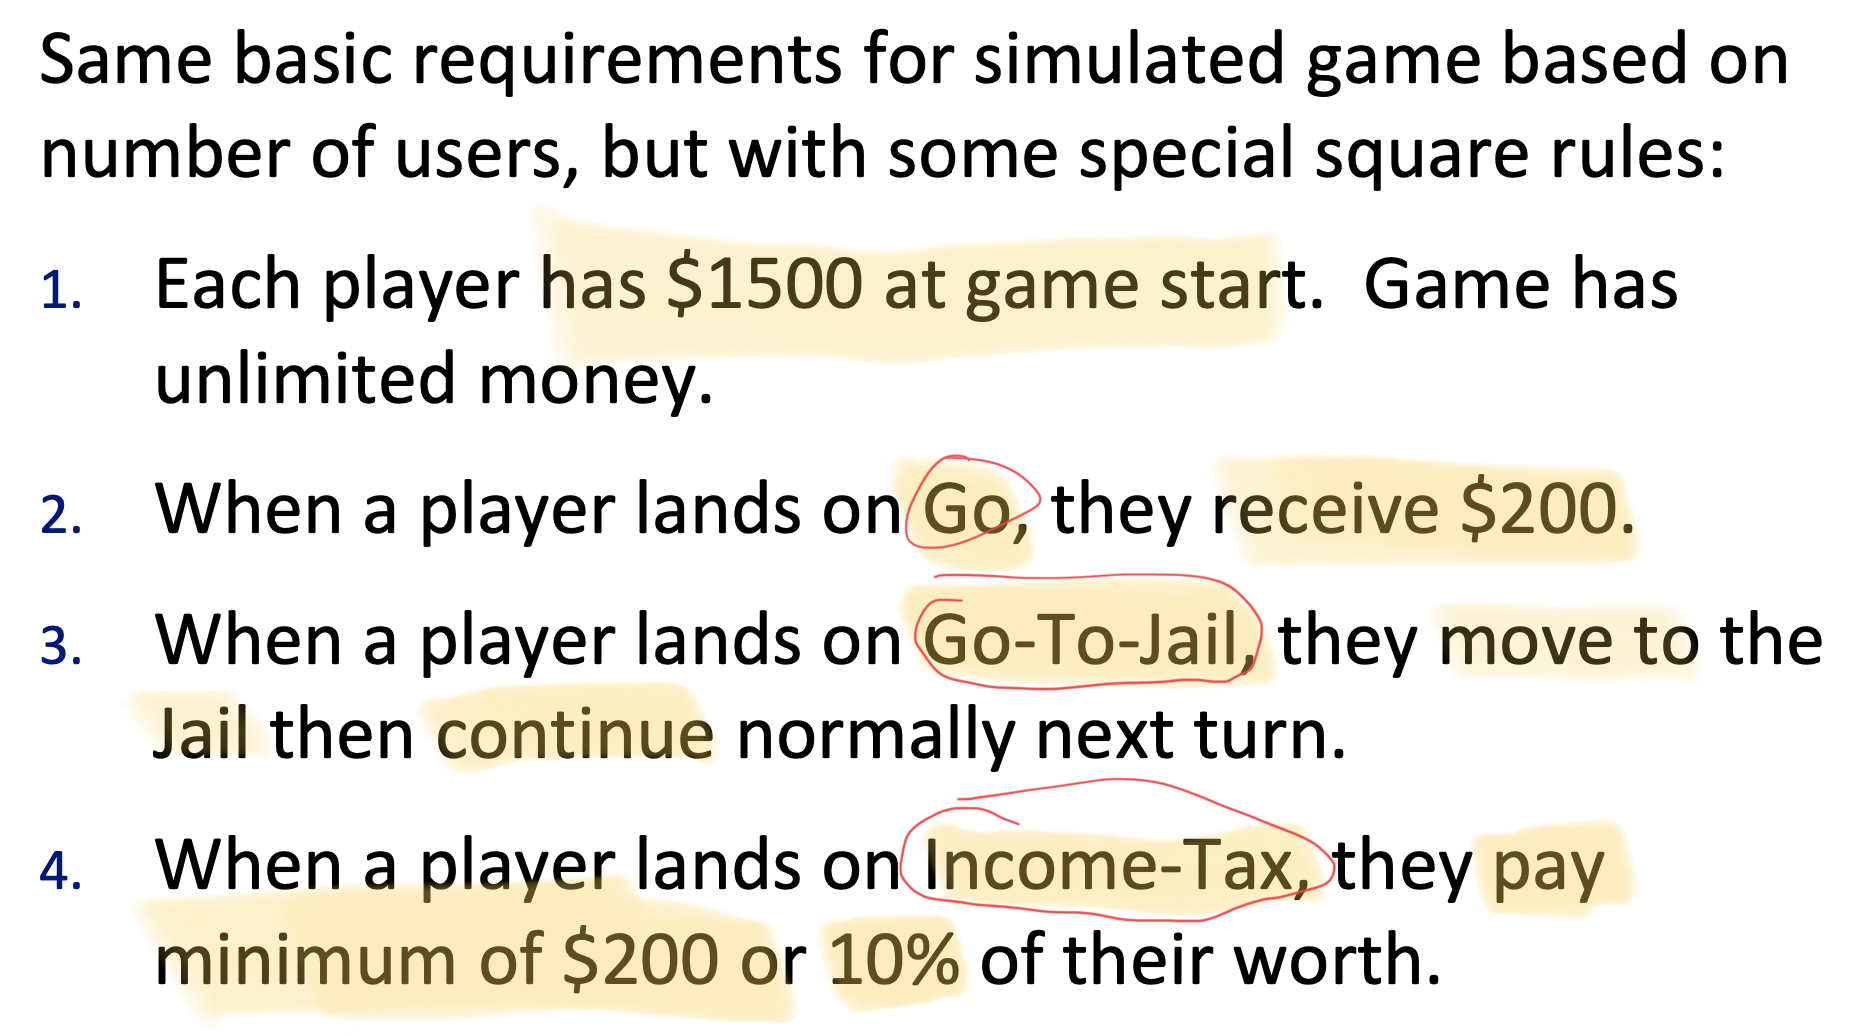 Same basic requirements for simulated game based on
number of users, but with some special square rules:
1. Each player has $1500 at game start. Game has
unlimited money.
2. When a player lands on Go, they receive $200.
3. When a player lands on Go-To-Jail, they move to the
Jail then continue normally next turn.
4. When a player lands on Income-Tax, they pay
minimum of $200 or 10% of their worth.